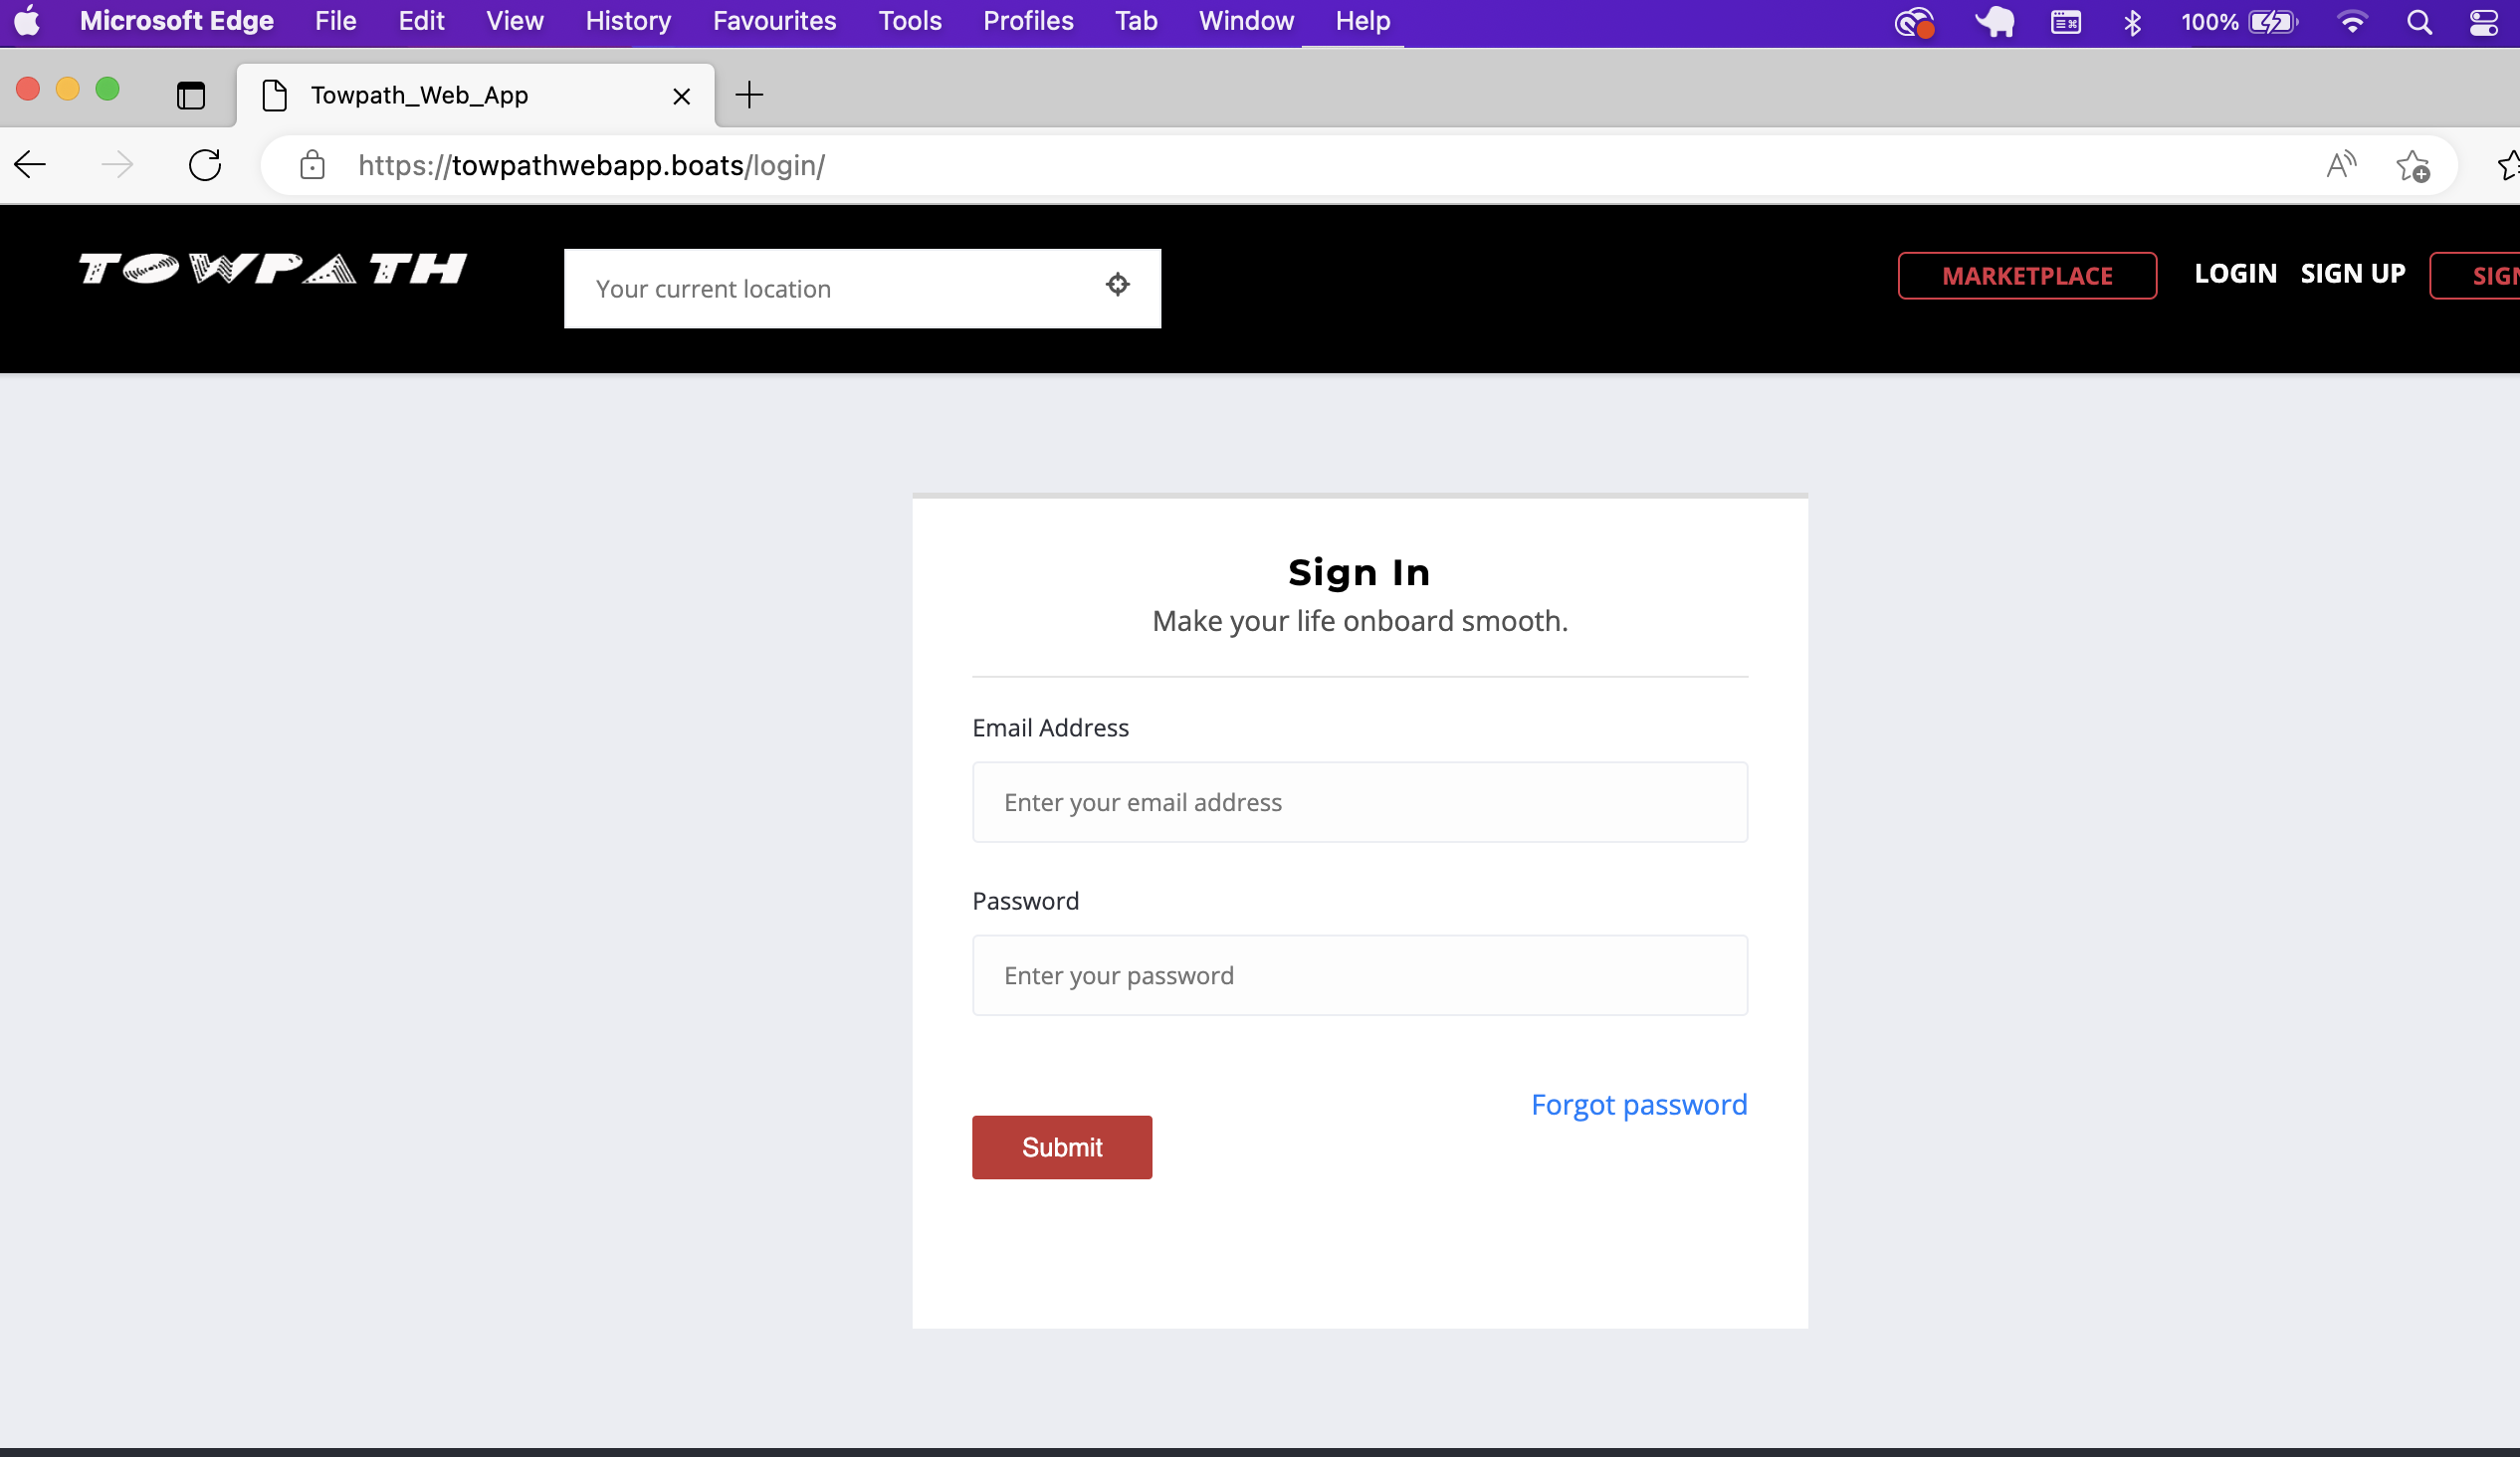 Microsoft Edge File Edit View History Favourites Tools Profiles Tab Window Help 100%
Towpath_Web_App
https://towpathwebapp.boats/login/
TOWPATH
Your current location
MARKETPLACE LOGIN SIGN UP SIGN
Sign In
Make your life onboard smooth.
Email Address
Enter your email address
Password
Enter your password
Forgot password
Submit